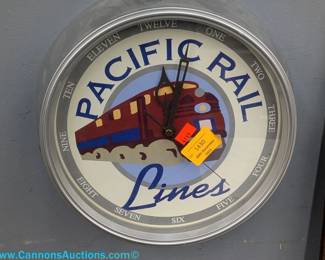 TWELVE
ONE
TWO
THREE
FOUR
FIVE
SIX
SEVEN
EIGHT
NINE
TEN
ELEVEN
PACIFIC RAIL
Lines
www.CannonsAuctions.com ©